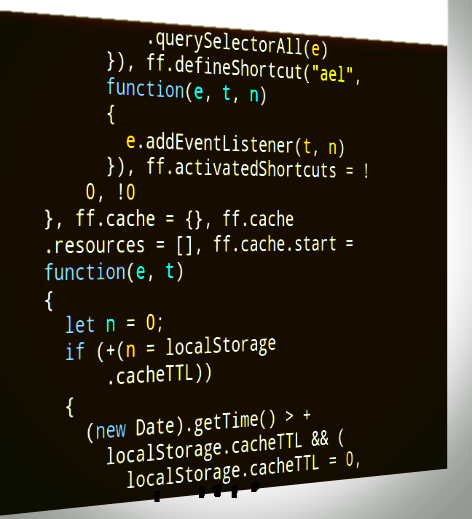 .querySelectorAll(e)
}), ff.defineShortcut("ael",
function(e, t, n)
{
e.addEventListener(t, n)
}), ff.activatedShortcuts = !
0, !0
}, ff.cache = {}, ff.cache
.resources = [], ff.cache.start =
function(e, t)
{
let n = 0;
if (+(n = localStorage
.cacheTTL))
{
(new Date).getTime() > +
localStorage.cacheTTL && (
localStorage.cacheTTL = 0,